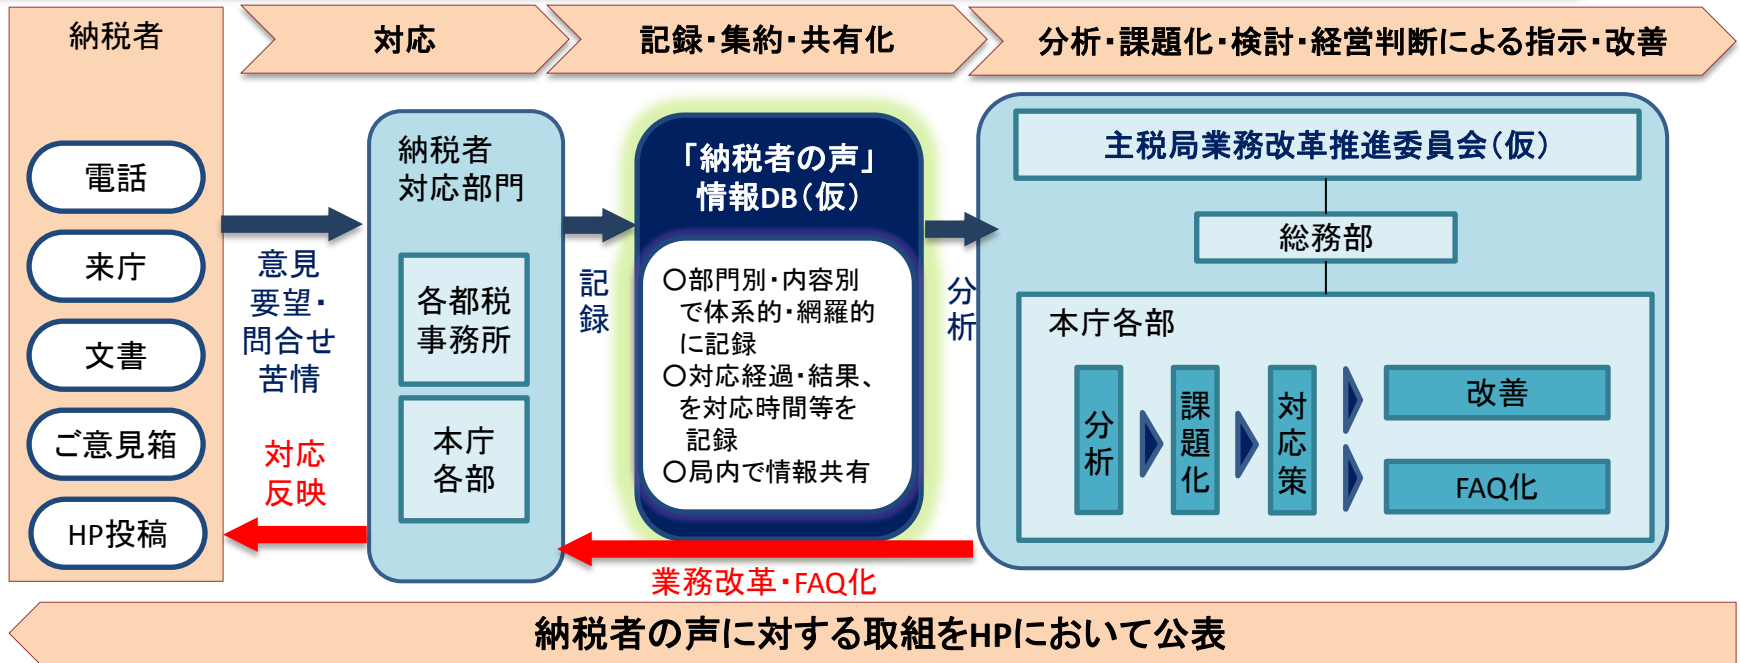 納税者
対応
記録・集約・共有化
分析・課題化・検討・経営判断による指示・改善
電話
来庁
文書
ご意見箱
HP投稿
意見
要望・
問合せ
苦情
対応
反映
納税者
対応部門
各都税
事務所
本庁
各部
記録
「納税者の声」
情報DB(仮)
○部門別・内容別
で体系的・網羅的
に記録
○対応経過・結果、
を対応時間等を
記録
○局内で情報共有
分析
主税局業務改革推進委員会(仮)
総務部
本庁各部
分析
課題化
対応策
改善
FAQ化
業務改革・FAQ化
納税者の声に対する取組をHPにおいて公表